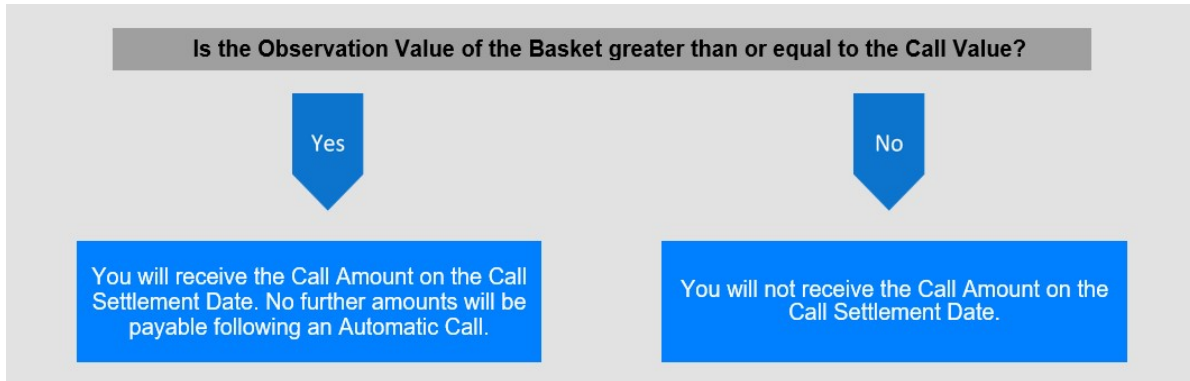 Is the Observation Value of the Basket greater than or equal to the Call Value?
Yes
No
You will receive the Call Amount on the Call
Settlement Date. No further amounts will be
payable following an Automatic Call.
You will not receive the Call Amount on the
Call Settlement Date.